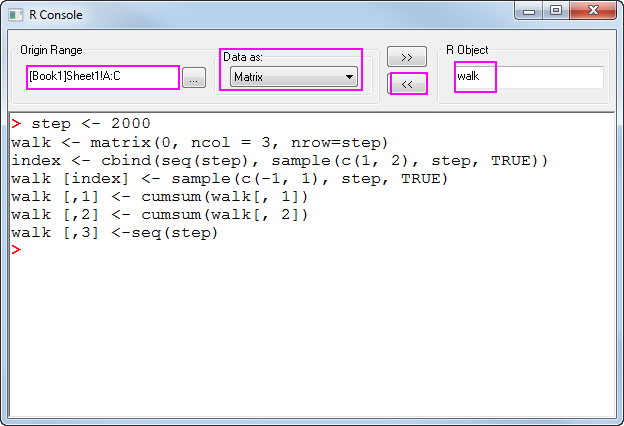 R Console
Origin Range
Data as:
R Object
[Book1]Sheet1!A:C
...
Matrix
>>
<<
walk
> step <- 2000
walk <- matrix(0, ncol = 3, nrow=step)
index <- cbind(seq(step), sample(c(1, 2), step, TRUE))
walk [index] <- sample(c(-1, 1), step, TRUE)
walk [,1] <- cumsum(walk[, 1])
walk [,2] <- cumsum(walk[, 2])
walk [,3] <-seq(step)
>